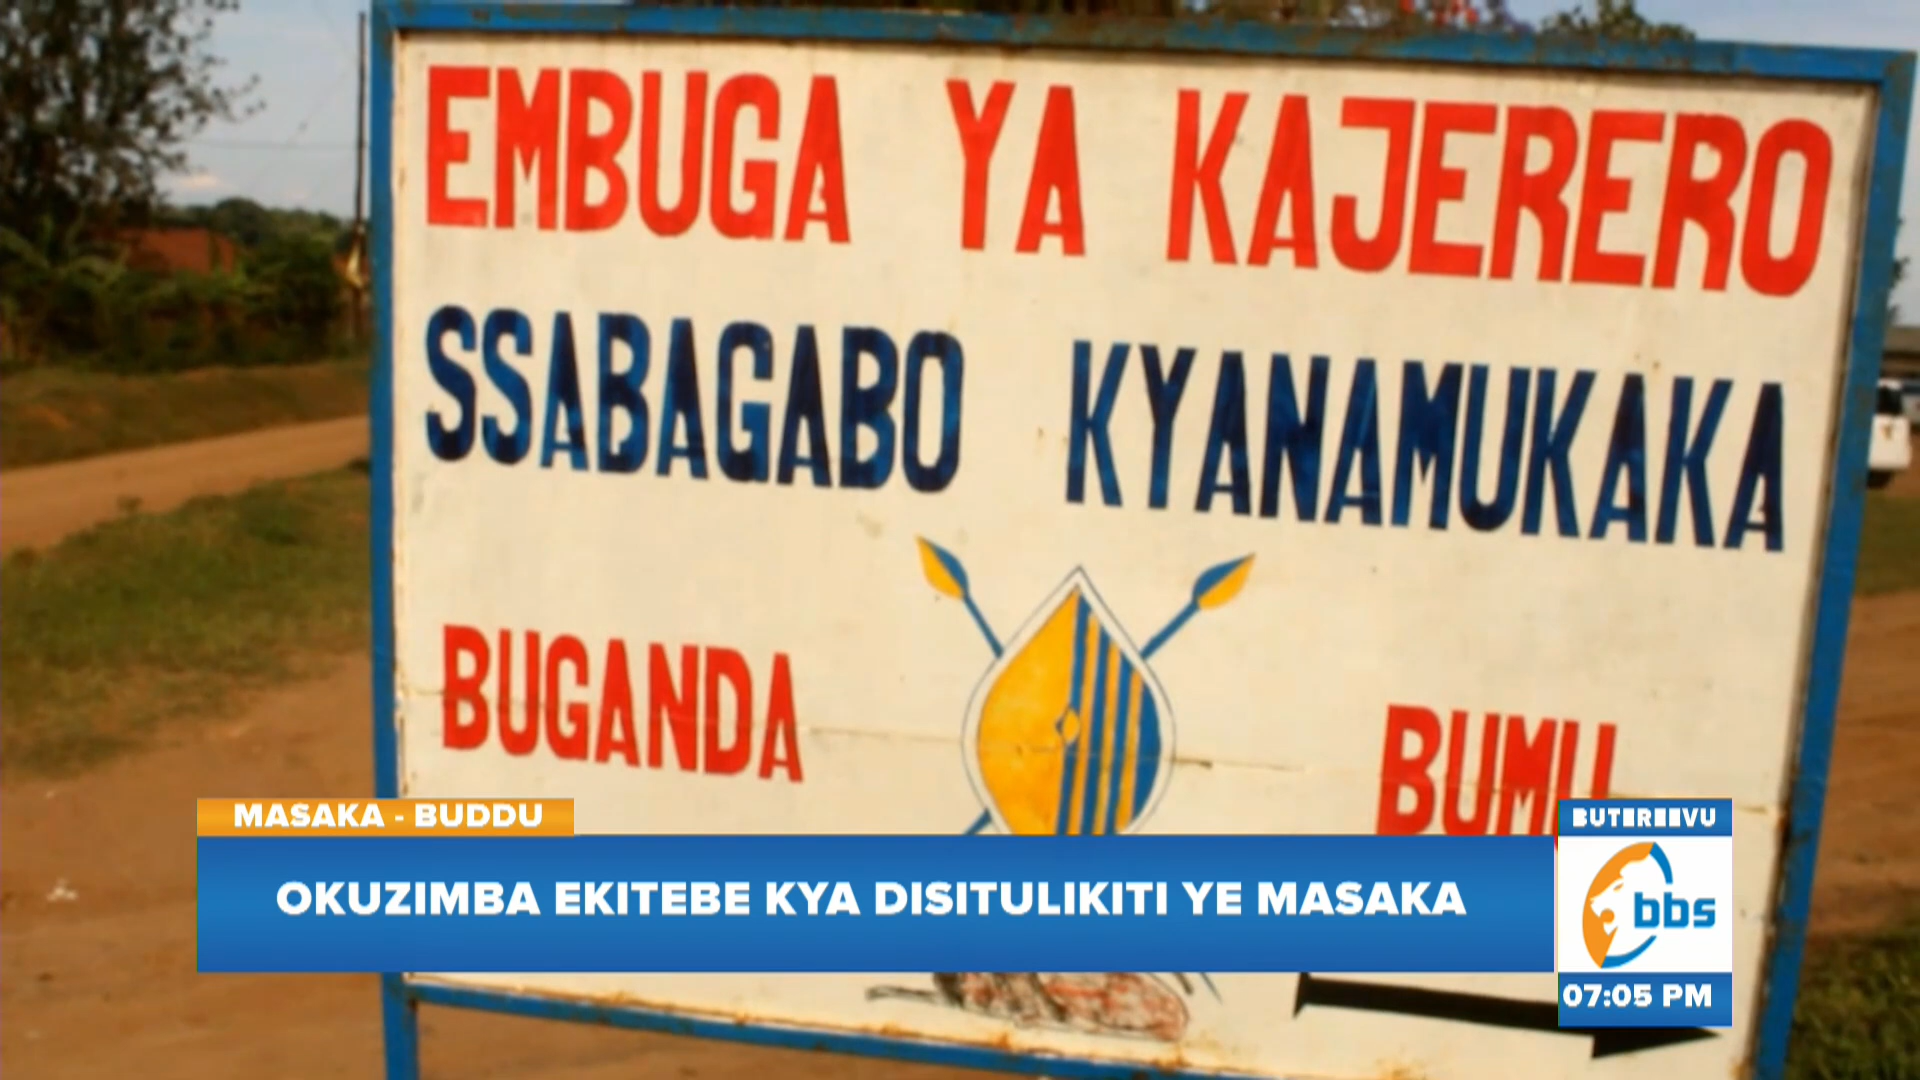 EMBUGA YA KAJERERO
SSABAGABO KYANAMUKAKA
BUGANDA
BUMU
MASAKA - BUDDU
OKUZIMBA EKITEBE KYA DISITULIKITI YE MASAKA
BUTEREEVU
bbs
07:05 PM